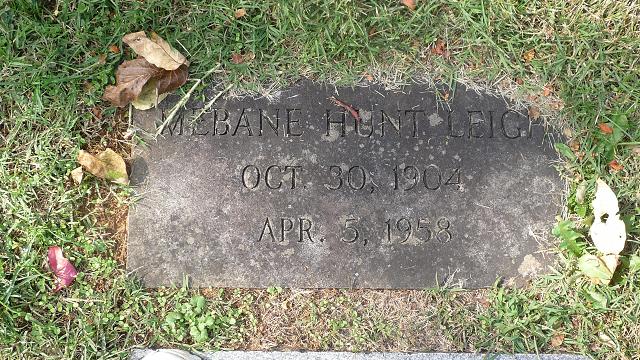 MEBANE HUNT LEIGH
OCT. 30, 1904
APR. 5, 1958